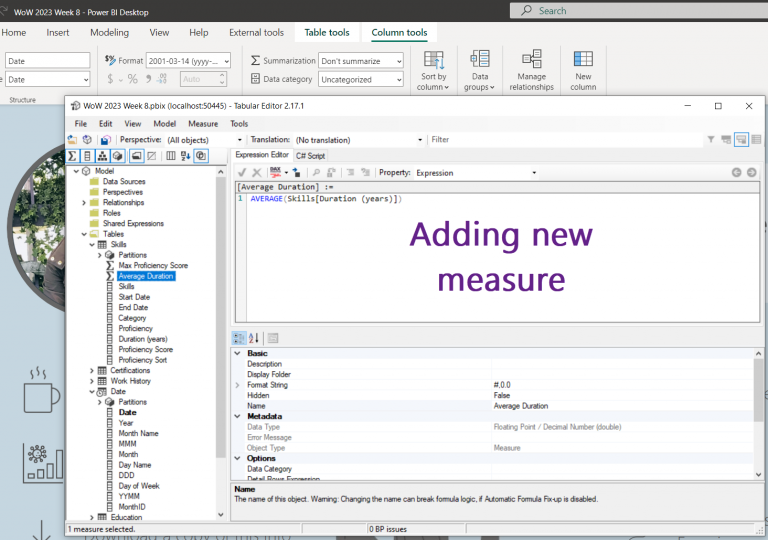 WoW 2023 Week 8 - Power BI Desktop
Search
Home Insert Modeling View Help External tools Table tools Column tools
Date
Format 2001-03-14 (yyyy-...
Summarization Don't summarize
Date
$ % Auto
Data category Uncategorized
Sort by column
Data groups
Manage relationships
New column
Structure
WoW 2023 Week 8.pbix (localhost:50445) - Tabular Editor 2.17.1
File Edit View Model Measure Tools
Perspective: (All objects) Translation: (No translation) Filter
Expression Editor C# Script
DAX Property: Expression
[Average Duration] :=
1 AVERAGE(Skills[Duration (years)])
Adding new
measure
Model
Data Sources
Perspectives
Relationships
Roles
Shared Expressions
Tables
Skills
Partitions
Max Proficiency Score
Average Duration
Skills
Start Date
End Date
Category
Proficiency
Duration (years)
Proficiency Score
Proficiency Sort
Certifications
Work History
Date
Partitions
Date
Year
Month Name
MMM
Month
Day Name
DDD
Day of Week
YYMM
MonthID
Education
Basic
Description
Display Folder
Format String #,0.0
Hidden False
Name Average Duration
Metadata
Data Type Floating Point / Decimal Number (double)
Error Message
Object Type Measure
Options
Data Category
Detail Rows Expression
Name
The name of this object. Warning: Changing the name can break formula logic, if Automatic Formula Fix-up is disabled.
1 measure selected.
0 BP issues